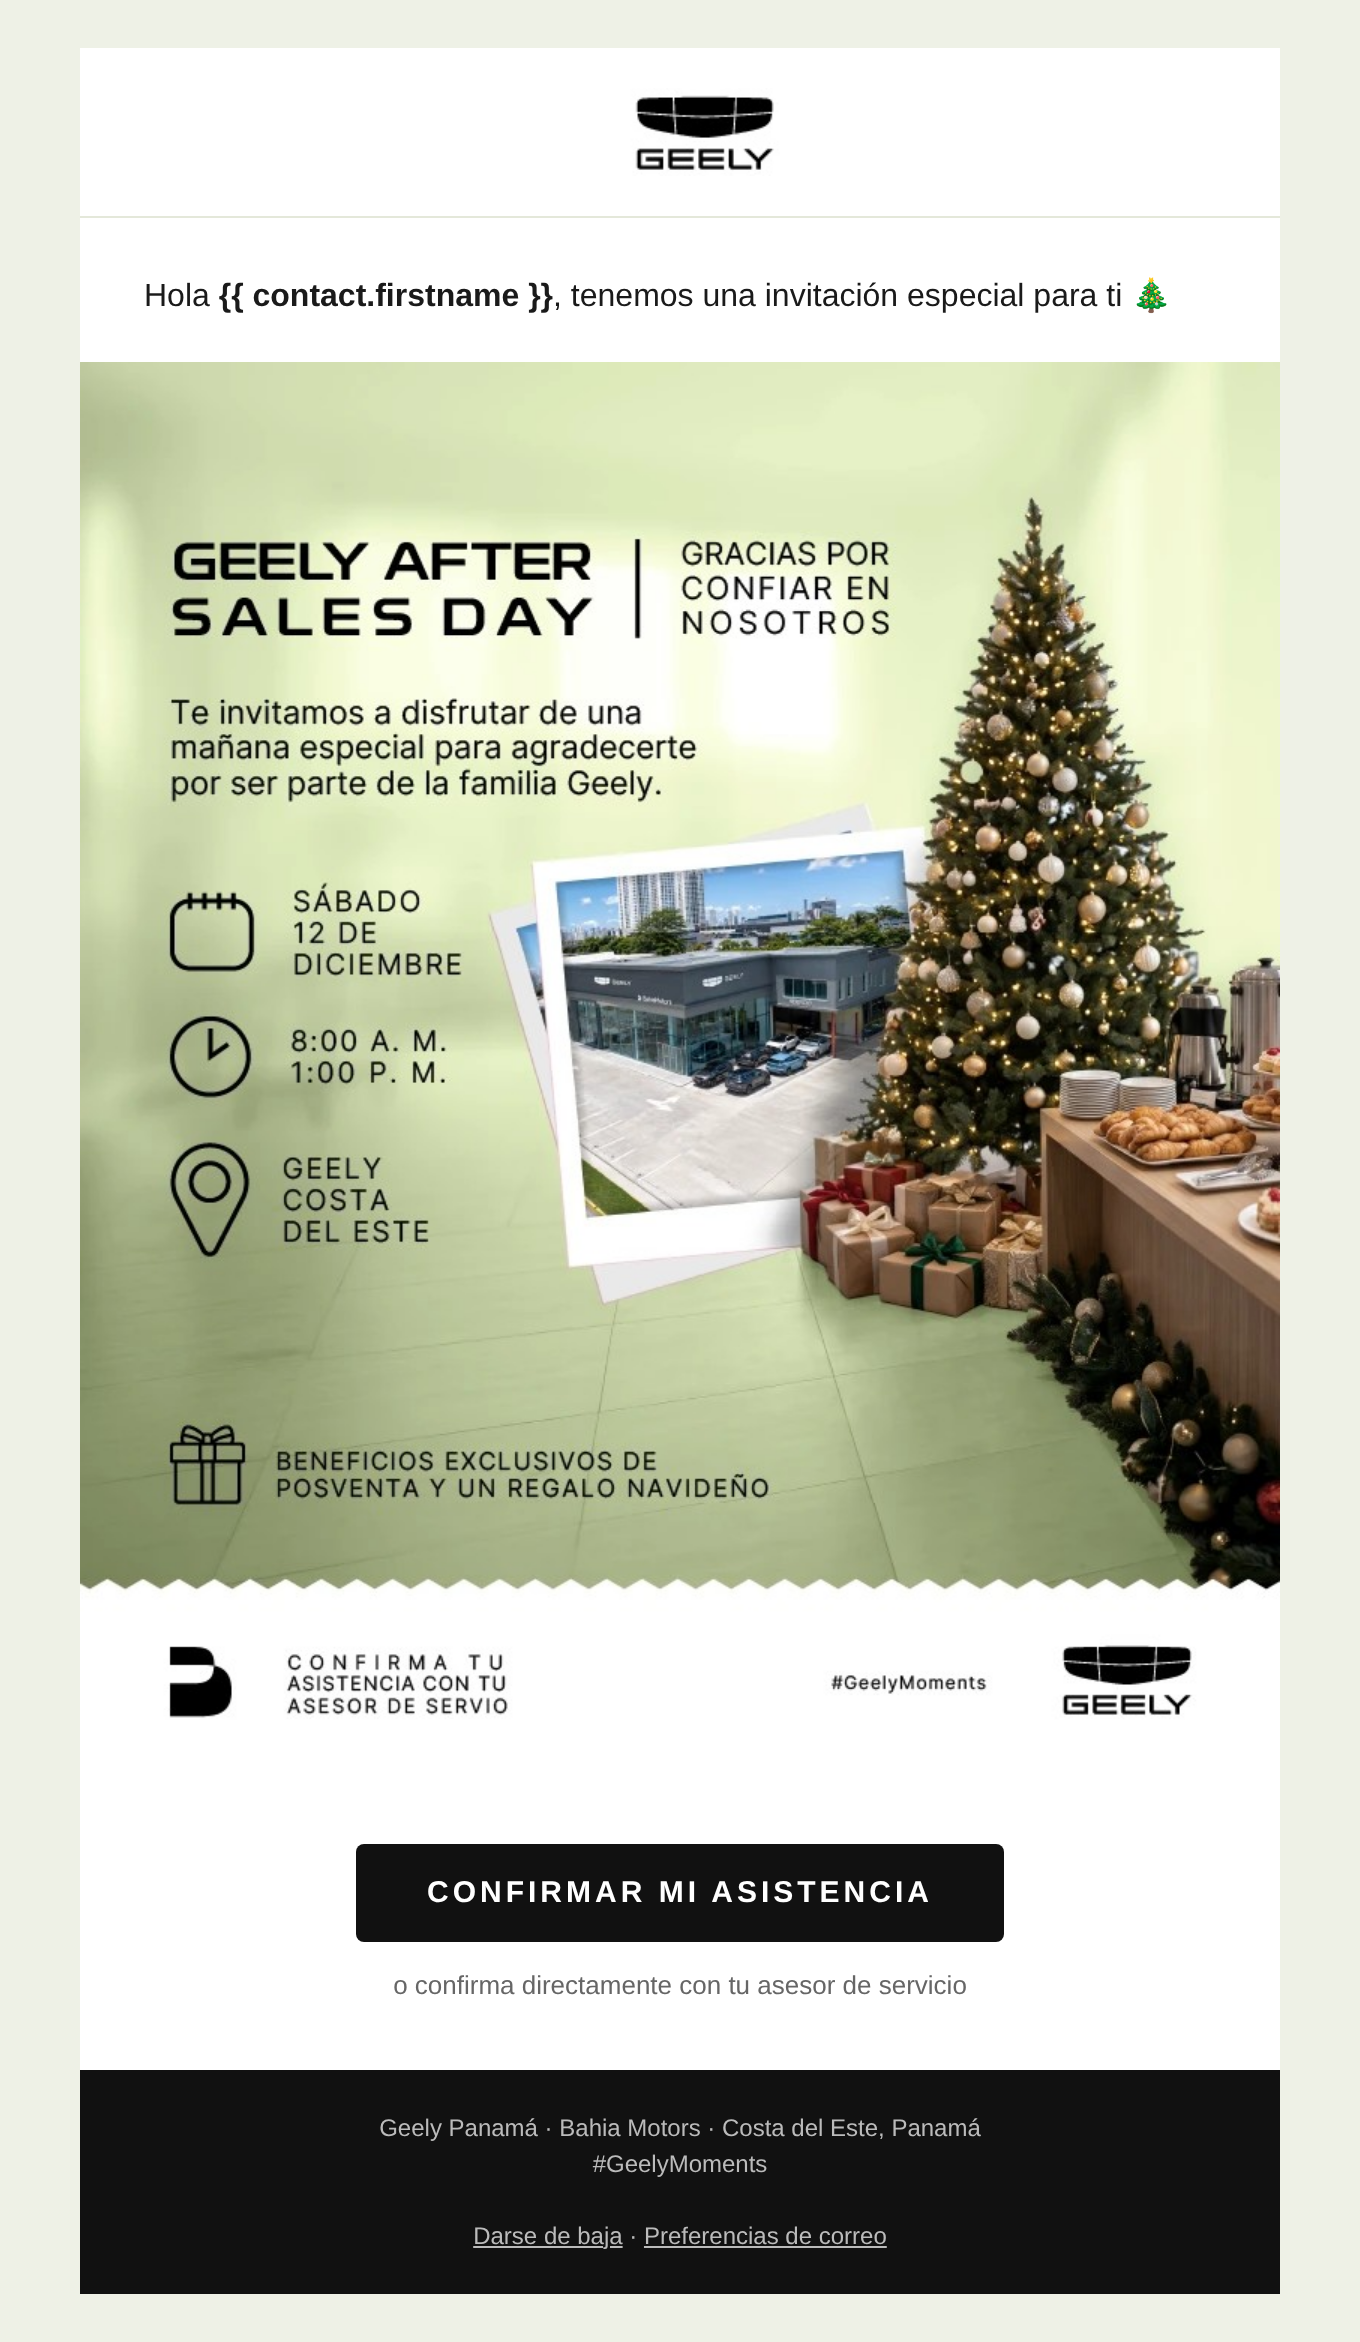 GEELY
Hola {{ contact.firstname }}, tenemos una invitación especial para ti 🎄
GEELY AFTER
SALES DAY
GRACIAS POR
CONFIAR EN
NOSOTROS
Te invitamos a disfrutar de una
mañana especial para agradecerte
por ser parte de la familia Geely.
SÁBADO
12 DE
DICIEMBRE
8:00 A. M.
1:00 P. M.
GEELY
COSTA
DEL ESTE
BENEFICIOS EXCLUSIVOS DE
POSVENTA Y UN REGALO NAVIDEÑO
CONFIRMA TU
ASISTENCIA CON TU
ASESOR DE SERVIO
#GeelyMoments
GEELY
CONFIRMAR MI ASISTENCIA
o confirma directamente con tu asesor de servicio
Geely Panamá · Bahia Motors · Costa del Este, Panamá
#GeelyMoments
Darse de baja · Preferencias de correo